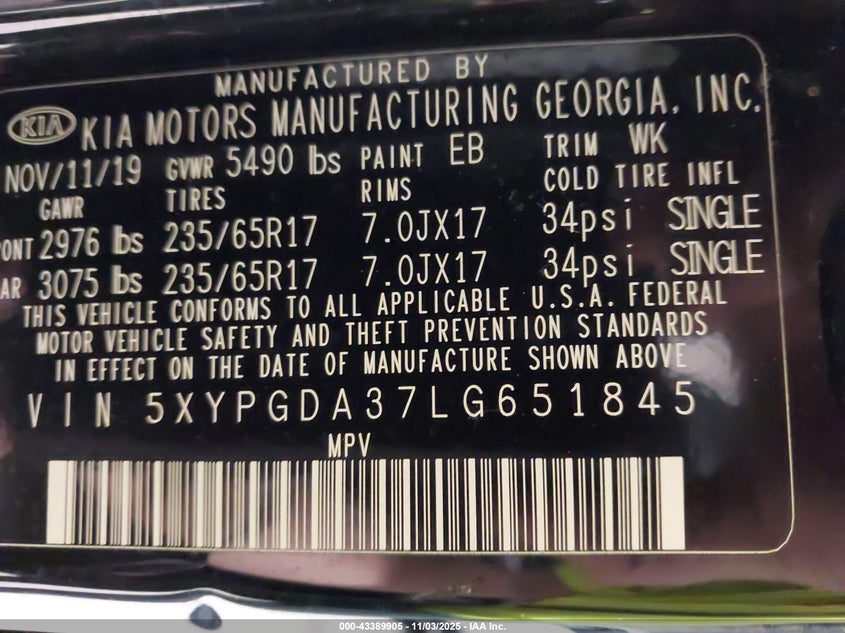 MANUFACTURED BY
KIA KIA MOTORS MANUFACTURING GEORGIA, INC.
NOV/11/19 GVWR 5490 lbs PAINT EB TRIM WK
GAWR TIRES RIMS COLD TIRE INFL
ONT 2976 lbs 235/65R17 7.0JX17 34psi SINGLE
AR 3075 lbs 235/65R17 7.0JX17 34psi SINGLE
THIS VEHICLE CONFORMS TO ALL APPLICABLE U.S.A. FEDERAL
MOTOR VEHICLE SAFETY AND THEFT PREVENTION STANDARDS
IN EFFECT ON THE DATE OF MANUFACTURE SHOWN ABOVE
VIN 5XYPGDA37LG651845
MPV
000-43389905 - 11/03/2025 - IAA Inc.